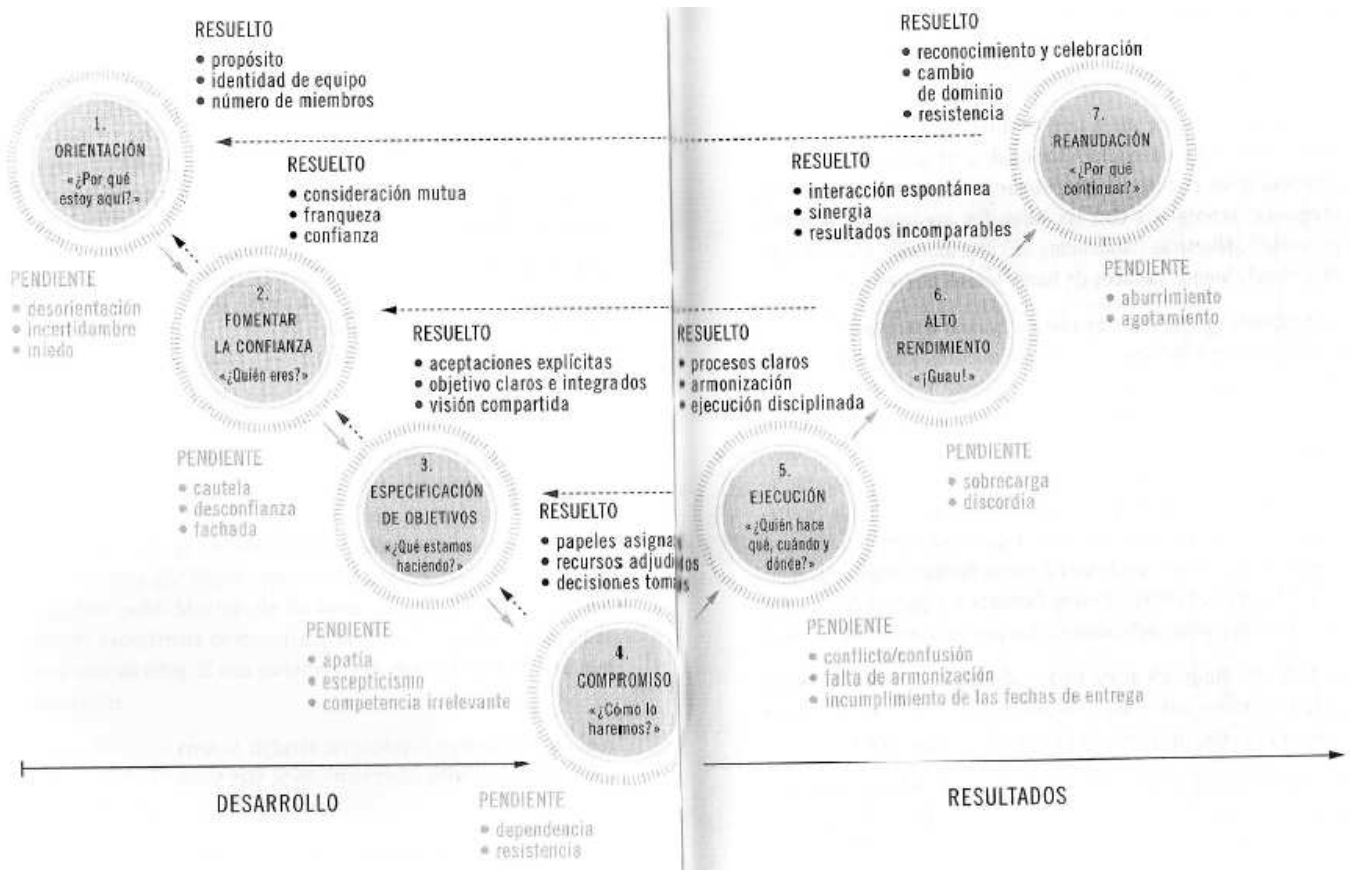 RESUELTO
• propósito
• identidad de equipo
• número de miembros
1.
ORIENTACIÓN
«¿Por qué
estoy aquí?»
PENDIENTE
• desorientación
• incertidumbre
• miedo
RESUELTO
• consideración mutua
• franqueza
• confianza
2.
FOMENTAR
LA CONFIANZA
«¿Quién eres?»
PENDIENTE
• cautela
• desconfianza
• fachada
RESUELTO
• aceptaciones explícitas
• objetivo claros e integrados
• visión compartida
3.
ESPECIFICACIÓN
DE OBJETIVOS
«¿Qué estamos
haciendo?»
PENDIENTE
• apatía
• escepticismo
• competencia irrelevante
RESUELTO
• papeles asigna
• recursos
• decisiones
4.
COMPROMISO
«¿Cómo lo
haremos?»
PENDIENTE
• dependencia
• resistencia
RESUELTO
• procesos claros
• armonización
• ejecución disciplinada
5.
EJECUCIÓN
«¿Quién hace
qué, cuándo y
dónde?»
PENDIENTE
• conflicto/confusión
• falta de armonización
• incumplimiento de las fechas de entrega
RESUELTO
• interacción espontánea
• sinergia
• resultados incomparables
6.
ALTO
RENDIMIENTO
«¡Guau!»
PENDIENTE
• sobrecarga
• discordia
RESUELTO
• reconocimiento y celebración
• cambio
de dominio
• resistencia
7.
REANUDACIÓN
«¿Por qué
continuar?»
PENDIENTE
• aburrimiento
• agotamiento
DESARROLLO
RESULTADOS